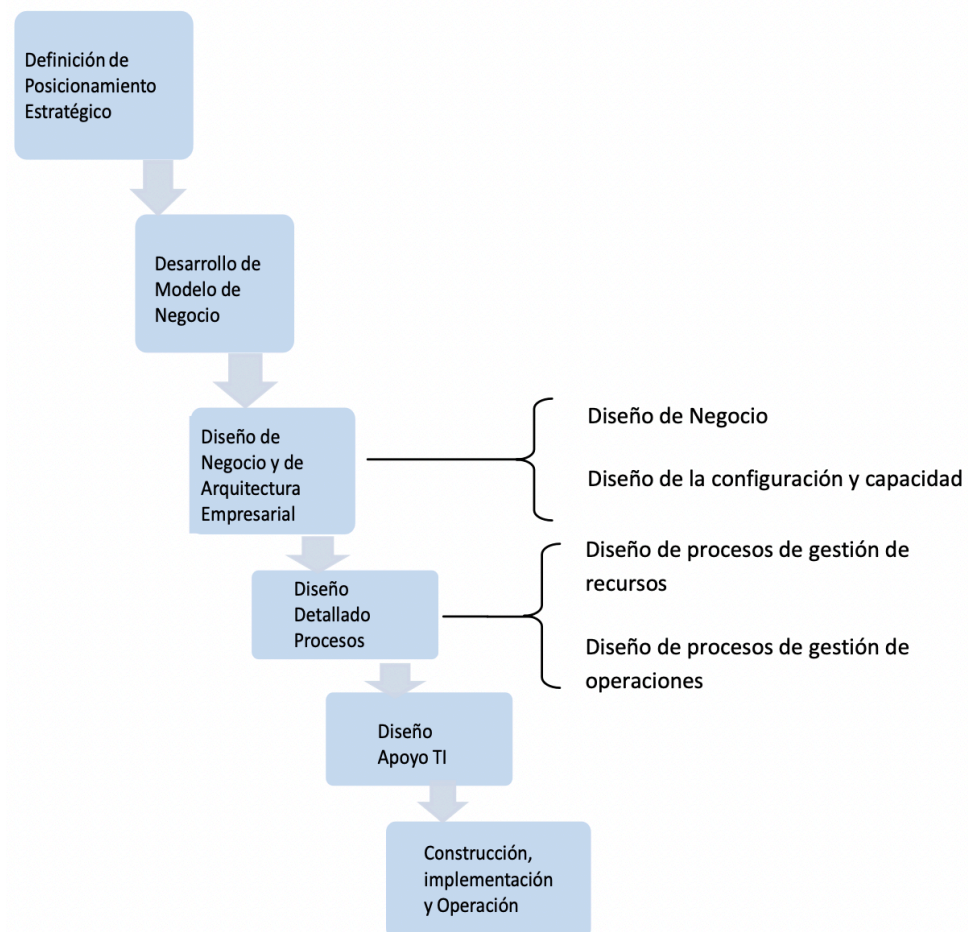 Definición de
Posicionamiento
Estratégico
Desarrollo de
Modelo de
Negocio
Diseño de
Negocio y de
Arquitectura
Empresarial
Diseño de Negocio
Diseño de la configuración y capacidad
Diseño
Detallado
Procesos
Diseño de procesos de gestión de
recursos
Diseño de procesos de gestión de
operaciones
Diseño
Apoyo TI
Construcción,
implementación
y Operación